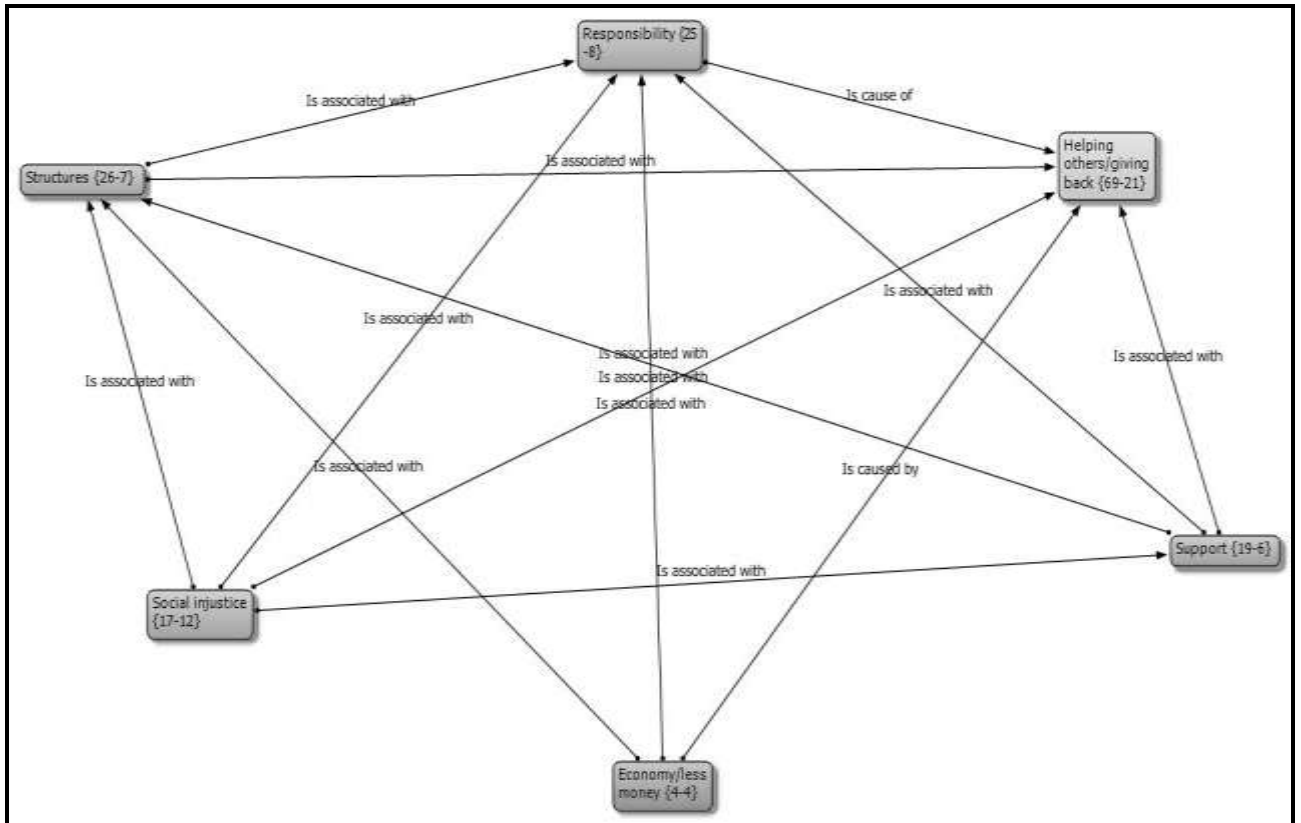 Responsibility {25
-8}
Is associated with
Is cause of
Helping
others/giving
back {69-21}
Is associated with
Structures {26-7}
Is associated with
Is associated with
Is associated with
Is associated with
Is associated with
Is associated with
Is associated with
Is associated with
Is caused by
Support {19-6}
Is associated with
Social injustice
{17-12}
Economy/less
money {4-4}